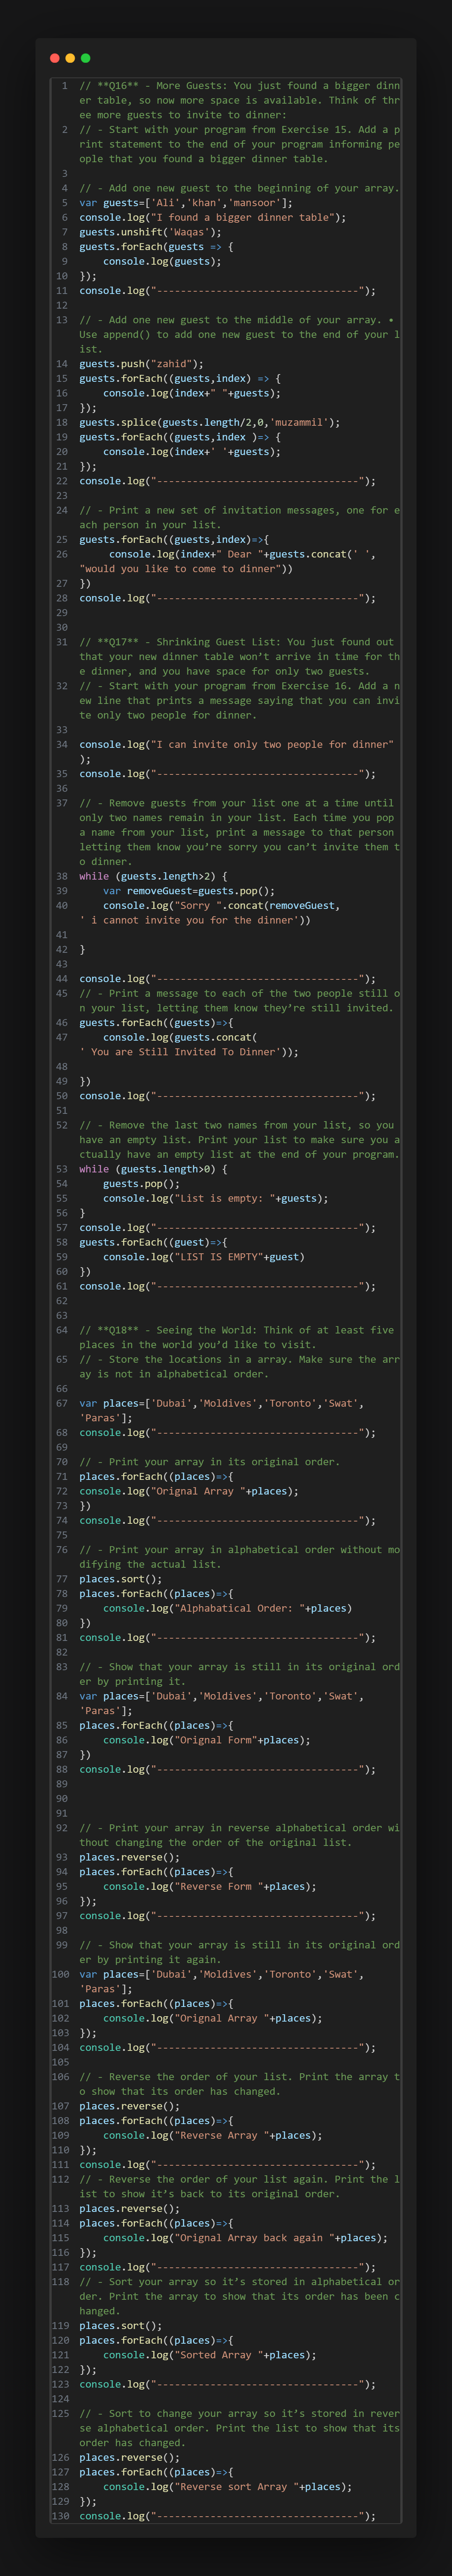 1 // **Q16** - More Guests: You just found a bigger dinn
er table, so now more space is available. Think of thr
ee more guests to invite to dinner:
2 // - Start with your program from Exercise 15. Add a p
rint statement to the end of your program informing pe
ople that you found a bigger dinner table.
3
4 // - Add one new guest to the beginning of your array.
5 var guests=['Ali','khan','mansoor'];
6 console.log("I found a bigger dinner table");
7 guests.unshift('Waqas');
8 guests.forEach(guests => {
9     console.log(guests);
10 });
11 console.log("----------------------------------");
12
13 // - Add one new guest to the middle of your array. •
Use append() to add one new guest to the end of your l
ist.
14 guests.push("zahid");
15 guests.forEach((guests,index) => {
16     console.log(index+" "+guests);
17 });
18 guests.splice(guests.length/2,0,'muzammil');
19 guests.forEach((guests,index )=> {
20     console.log(index+' '+guests);
21 });
22 console.log("----------------------------------");
23
24 // - Print a new set of invitation messages, one for e
ach person in your list.
25 guests.forEach((guests,index)=>{
26      console.log(index+" Dear "+guests.concat(' ',
"would you like to come to dinner"))
27 })
28 console.log("----------------------------------");
29
30
31 // **Q17** - Shrinking Guest List: You just found out
that your new dinner table won’t arrive in time for th
e dinner, and you have space for only two guests.
32 // - Start with your program from Exercise 16. Add a n
ew line that prints a message saying that you can invi
te only two people for dinner.
33
34 console.log("I can invite only two people for dinner"
);
35 console.log("----------------------------------");
36
37 // - Remove guests from your list one at a time until
only two names remain in your list. Each time you pop
a name from your list, print a message to that person
letting them know you’re sorry you can’t invite them t
o dinner.
38 while (guests.length>2) {
39     var removeGuest=guests.pop();
40     console.log("Sorry ".concat(removeGuest,
' i cannot invite you for the dinner'))
41
42 }
43
44 console.log("----------------------------------");
45 // - Print a message to each of the two people still o
n your list, letting them know they’re still invited.
46 guests.forEach((guests)=>{
47     console.log(guests.concat(
' You are Still Invited To Dinner'));
48
49 })
50 console.log("----------------------------------");
51
52 // - Remove the last two names from your list, so you
have an empty list. Print your list to make sure you a
ctually have an empty list at the end of your program.
53 while (guests.length>0) {
54     guests.pop();
55     console.log("List is empty: "+guests);
56 }
57 console.log("----------------------------------");
58 guests.forEach((guest)=>{
59     console.log("LIST IS EMPTY"+guest)
60 })
61 console.log("----------------------------------");
62
63
64 // **Q18** - Seeing the World: Think of at least five
places in the world you’d like to visit.
65 // - Store the locations in a array. Make sure the arr
ay is not in alphabetical order.
66
67 var places=['Dubai','Moldives','Toronto','Swat',
'Paras'];
68 console.log("----------------------------------");
69
70 // - Print your array in its original order.
71 places.forEach((places)=>{
72 console.log("Orignal Array "+places);
73 })
74 console.log("----------------------------------");
75
76 // - Print your array in alphabetical order without mo
difying the actual list.
77 places.sort();
78 places.forEach((places)=>{
79     console.log("Alphabatical Order: "+places)
80 })
81 console.log("----------------------------------");
82
83 // - Show that your array is still in its original ord
er by printing it.
84 var places=['Dubai','Moldives','Toronto','Swat',
'Paras'];
85 places.forEach((places)=>{
86     console.log("Orignal Form"+places);
87 })
88 console.log("----------------------------------");
89
90
91
92 // - Print your array in reverse alphabetical order wi
thout changing the order of the original list.
93 places.reverse();
94 places.forEach((places)=>{
95     console.log("Reverse Form "+places);
96 });
97 console.log("----------------------------------");
98
99 // - Show that your array is still in its original ord
er by printing it again.
100 var places=['Dubai','Moldives','Toronto','Swat',
'Paras'];
101 places.forEach((places)=>{
102     console.log("Orignal Array "+places);
103 });
104 console.log("----------------------------------");
105
106 // - Reverse the order of your list. Print the array t
o show that its order has changed.
107 places.reverse();
108 places.forEach((places)=>{
109     console.log("Reverse Array "+places);
110 });
111 console.log("----------------------------------");
112 // - Reverse the order of your list again. Print the l
ist to show it’s back to its original order.
113 places.reverse();
114 places.forEach((places)=>{
115     console.log("Orignal Array back again "+places);
116 });
117 console.log("----------------------------------");
118 // - Sort your array so it’s stored in alphabetical or
der. Print the array to show that its order has been c
hanged.
119 places.sort();
120 places.forEach((places)=>{
121     console.log("Sorted Array "+places);
122 });
123 console.log("----------------------------------");
124
125 // - Sort to change your array so it’s stored in rever
se alphabetical order. Print the list to show that its
order has changed.
126 places.reverse();
127 places.forEach((places)=>{
128     console.log("Reverse sort Array "+places);
129 });
130 console.log("----------------------------------");